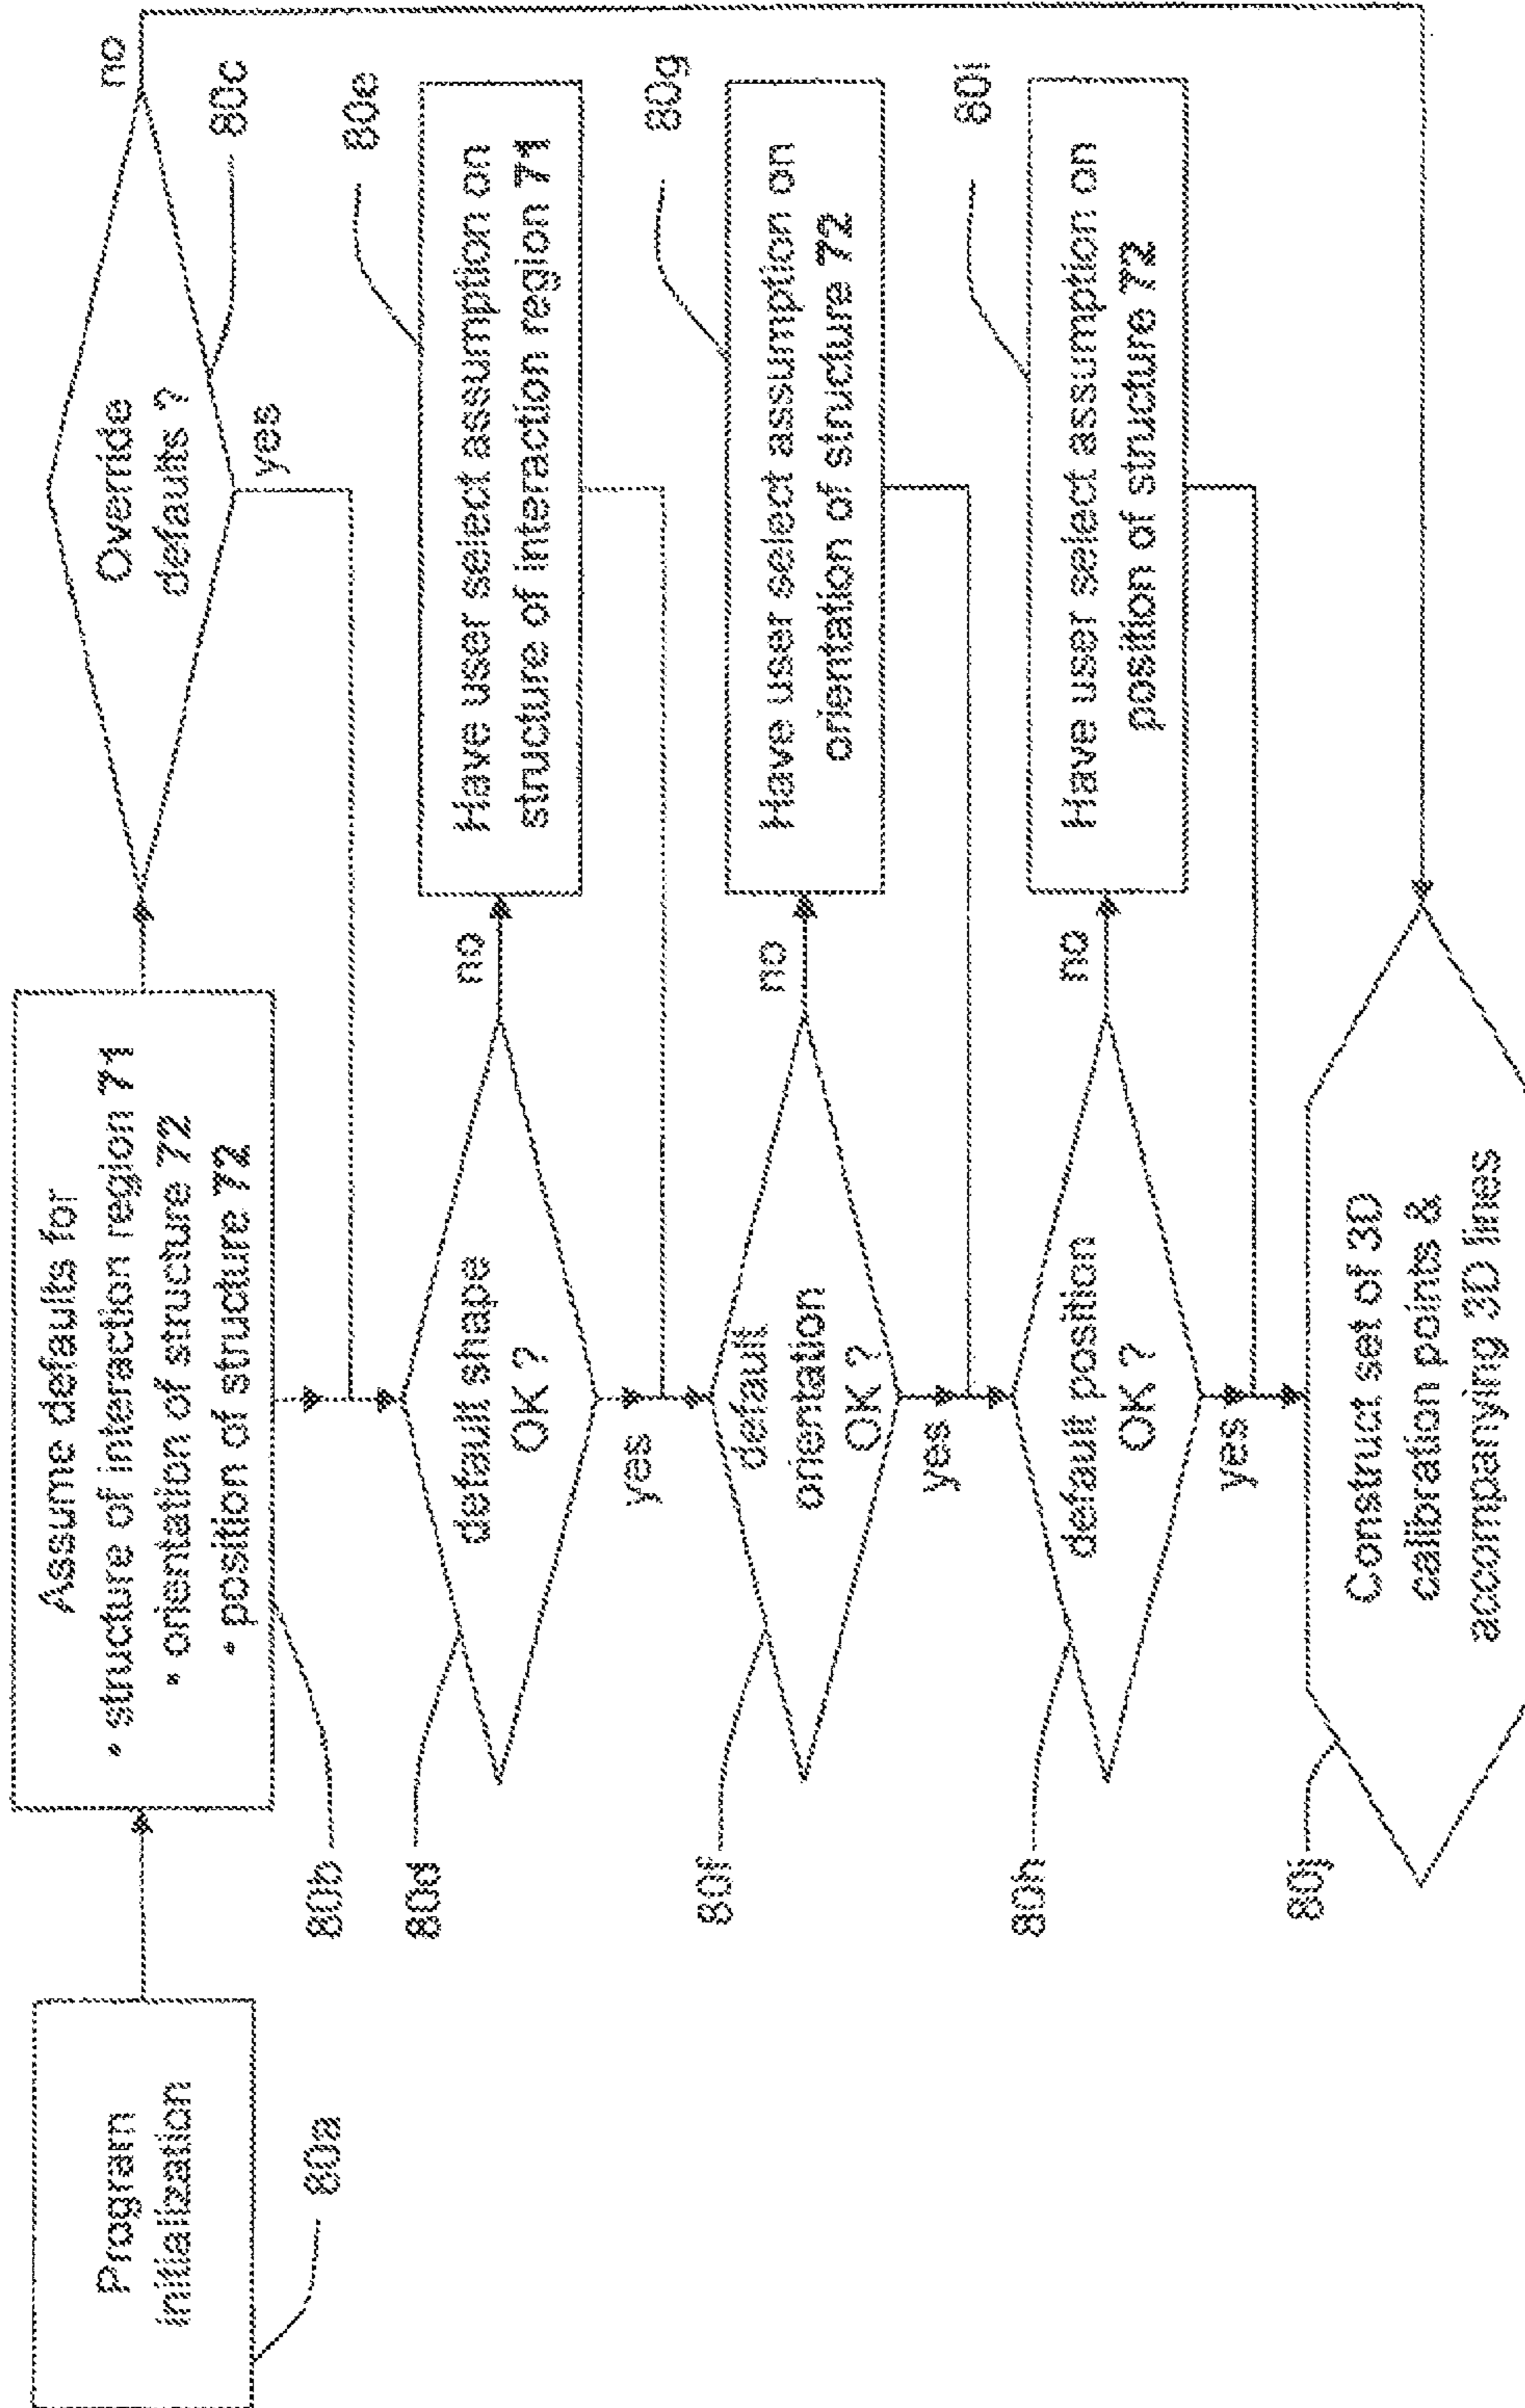 Program
initialization
80a
Assume defaults for
• structure of interaction region 71
• orientation of structure 72
• position of structure 72
80b
Override
defaults ?
no
80c
yes
default shape
OK ?
80d
no
Have user select assumption on
structure of interaction region 71
80e
yes
default
orientation
OK ?
80f
no
Have user select assumption on
orientation of structure 72
80g
yes
default position
OK ?
80h
no
Have user select assumption on
position of structure 72
80i
yes
Construct set of 3D
calibration points &
accompanying 3D lines
80j